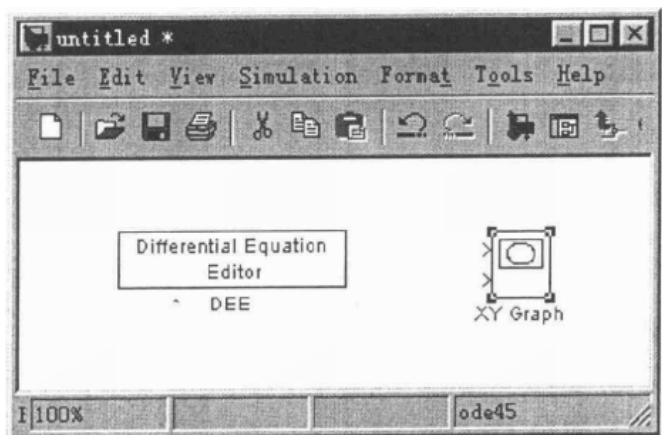 untitled *
File Edit View Simulation Format Tools Help
Differential Equation
Editor
DEE
XY Graph
100%
ode45